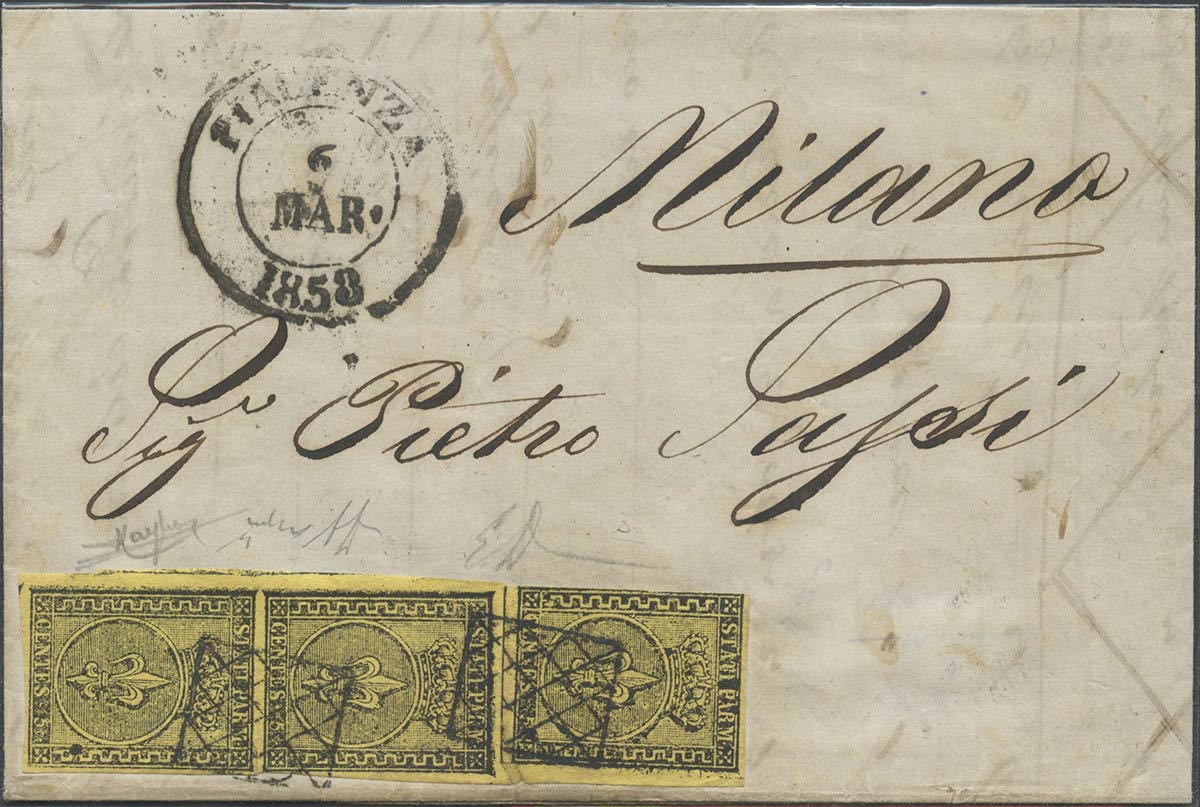 PIACENZA
6
MAR.
1858
Milano
Sig.r Pietro Passi
STATI PARM.
CENTES. 5
STATI PARM.
CENTES. 5
STATI PARM.
CENTES. 5